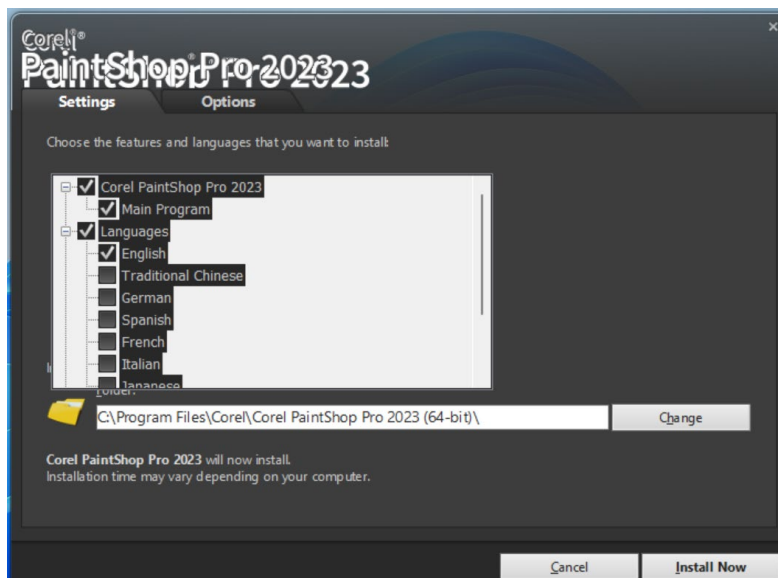 Corel®
PaintShop Pro 2023
Settings
Options
Choose the features and languages that you want to install:
Corel PaintShop Pro 2023
Main Program
Languages
English
Traditional Chinese
German
Spanish
French
Italian
Japanese
Folder:
C:\Program Files\Corel\Corel PaintShop Pro 2023 (64-bit)\
Change
Corel PaintShop Pro 2023 will now install.
Installation time may vary depending on your computer.
Cancel
Install Now